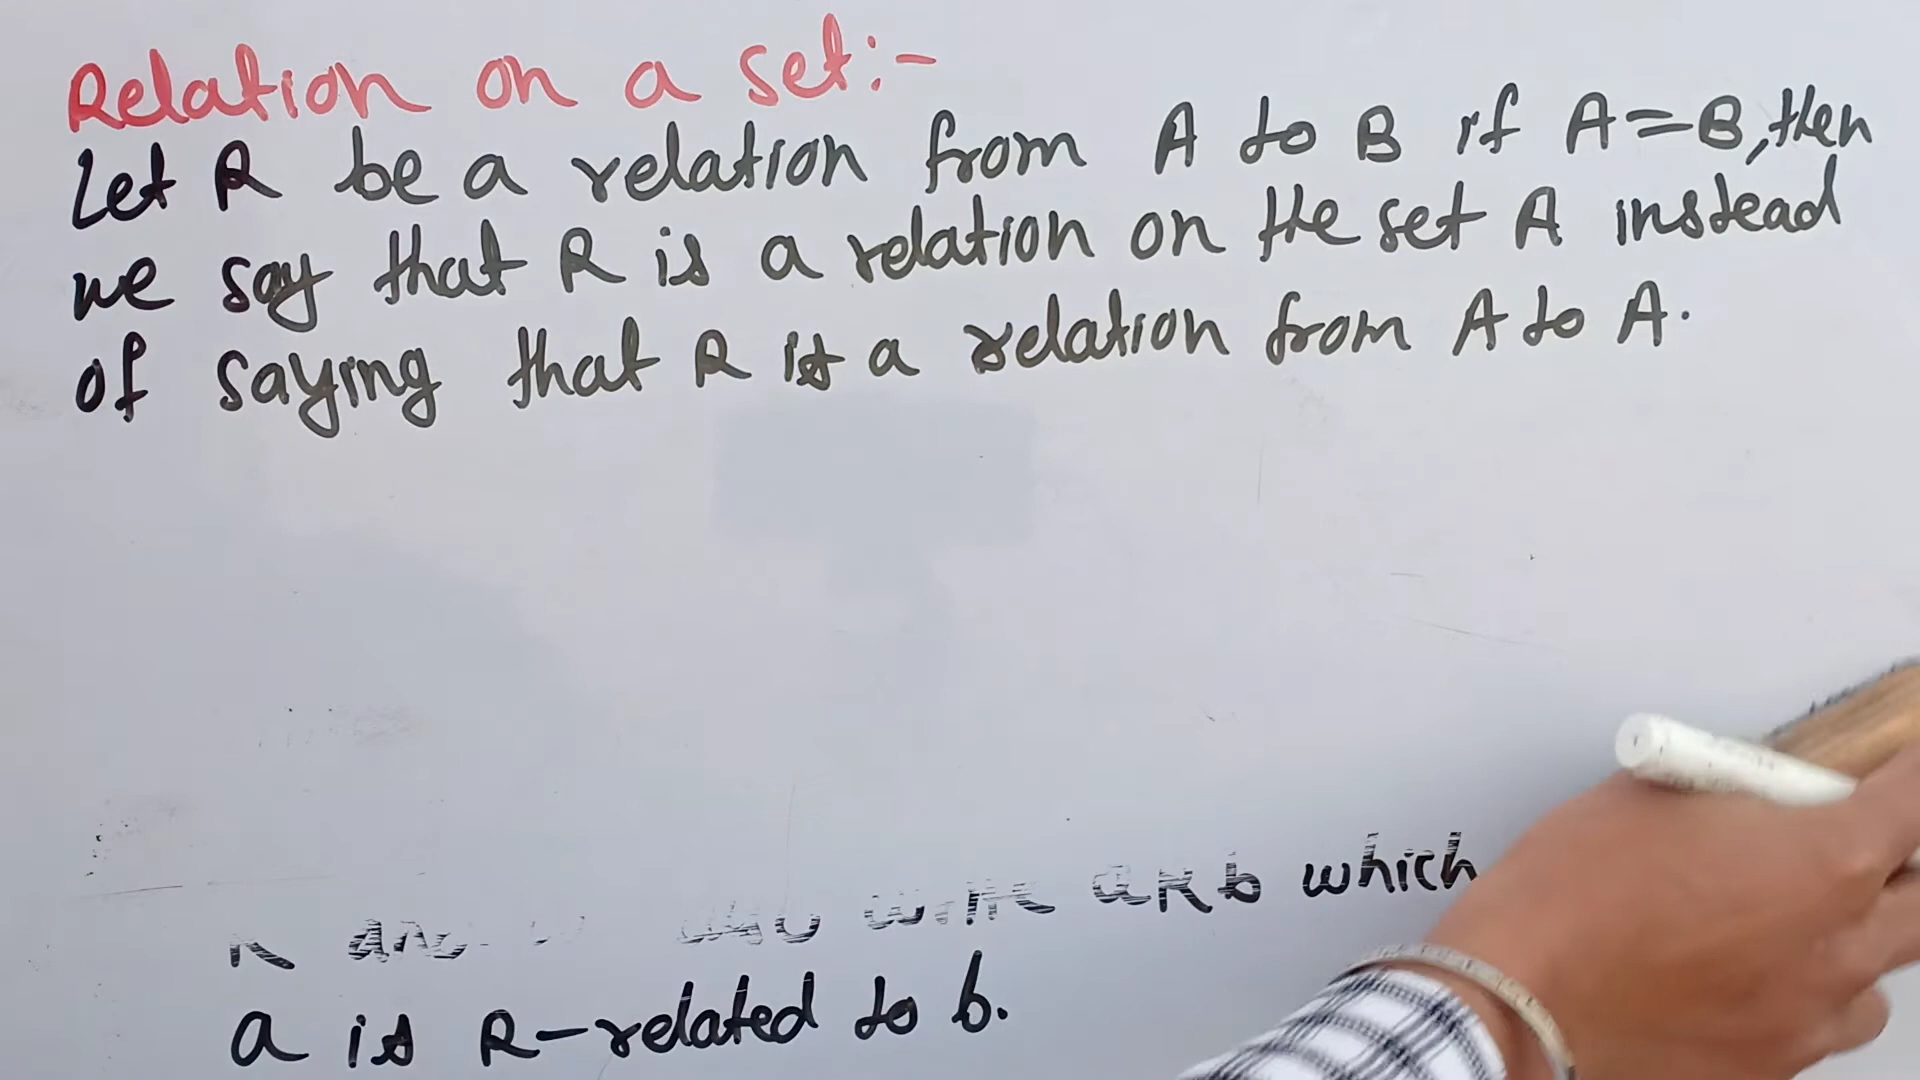 Relation on a set:-
Let R be a relation from A to B if A=B, then
we say that R is a relation on the set A instead
of saying that R is a relation from A to A.
aRb which
a is R-related to b.